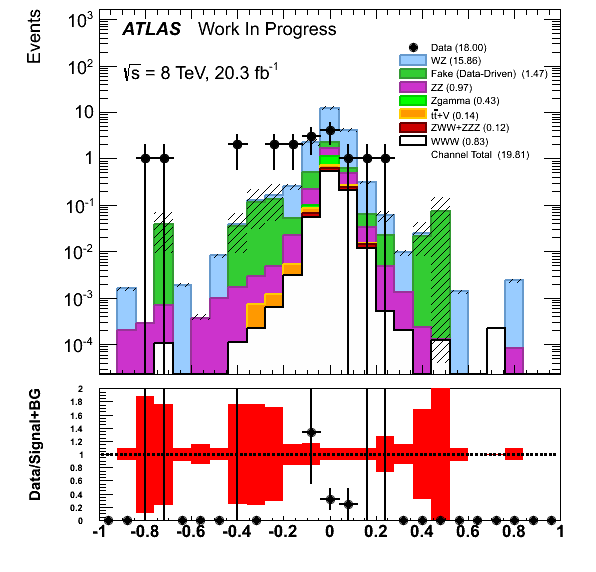 Events
ATLAS Work In Progress
√s = 8 TeV, 20.3 fb⁻¹
Data (18.00)
WZ (15.86)
Fake (Data-Driven) (1.47)
ZZ (0.97)
Zgamma (0.43)
tt̄+V (0.14)
ZWW+ZZZ (0.12)
WWW (0.83)
Channel Total (19.81)
10³
10²
10
1
10⁻¹
10⁻²
10⁻³
10⁻⁴
Data/Signal+BG
2
1.8
1.6
1.4
1.2
1
0.8
0.6
0.4
0.2
0
-1 -0.8 -0.6 -0.4 -0.2 0 0.2 0.4 0.6 0.8 1